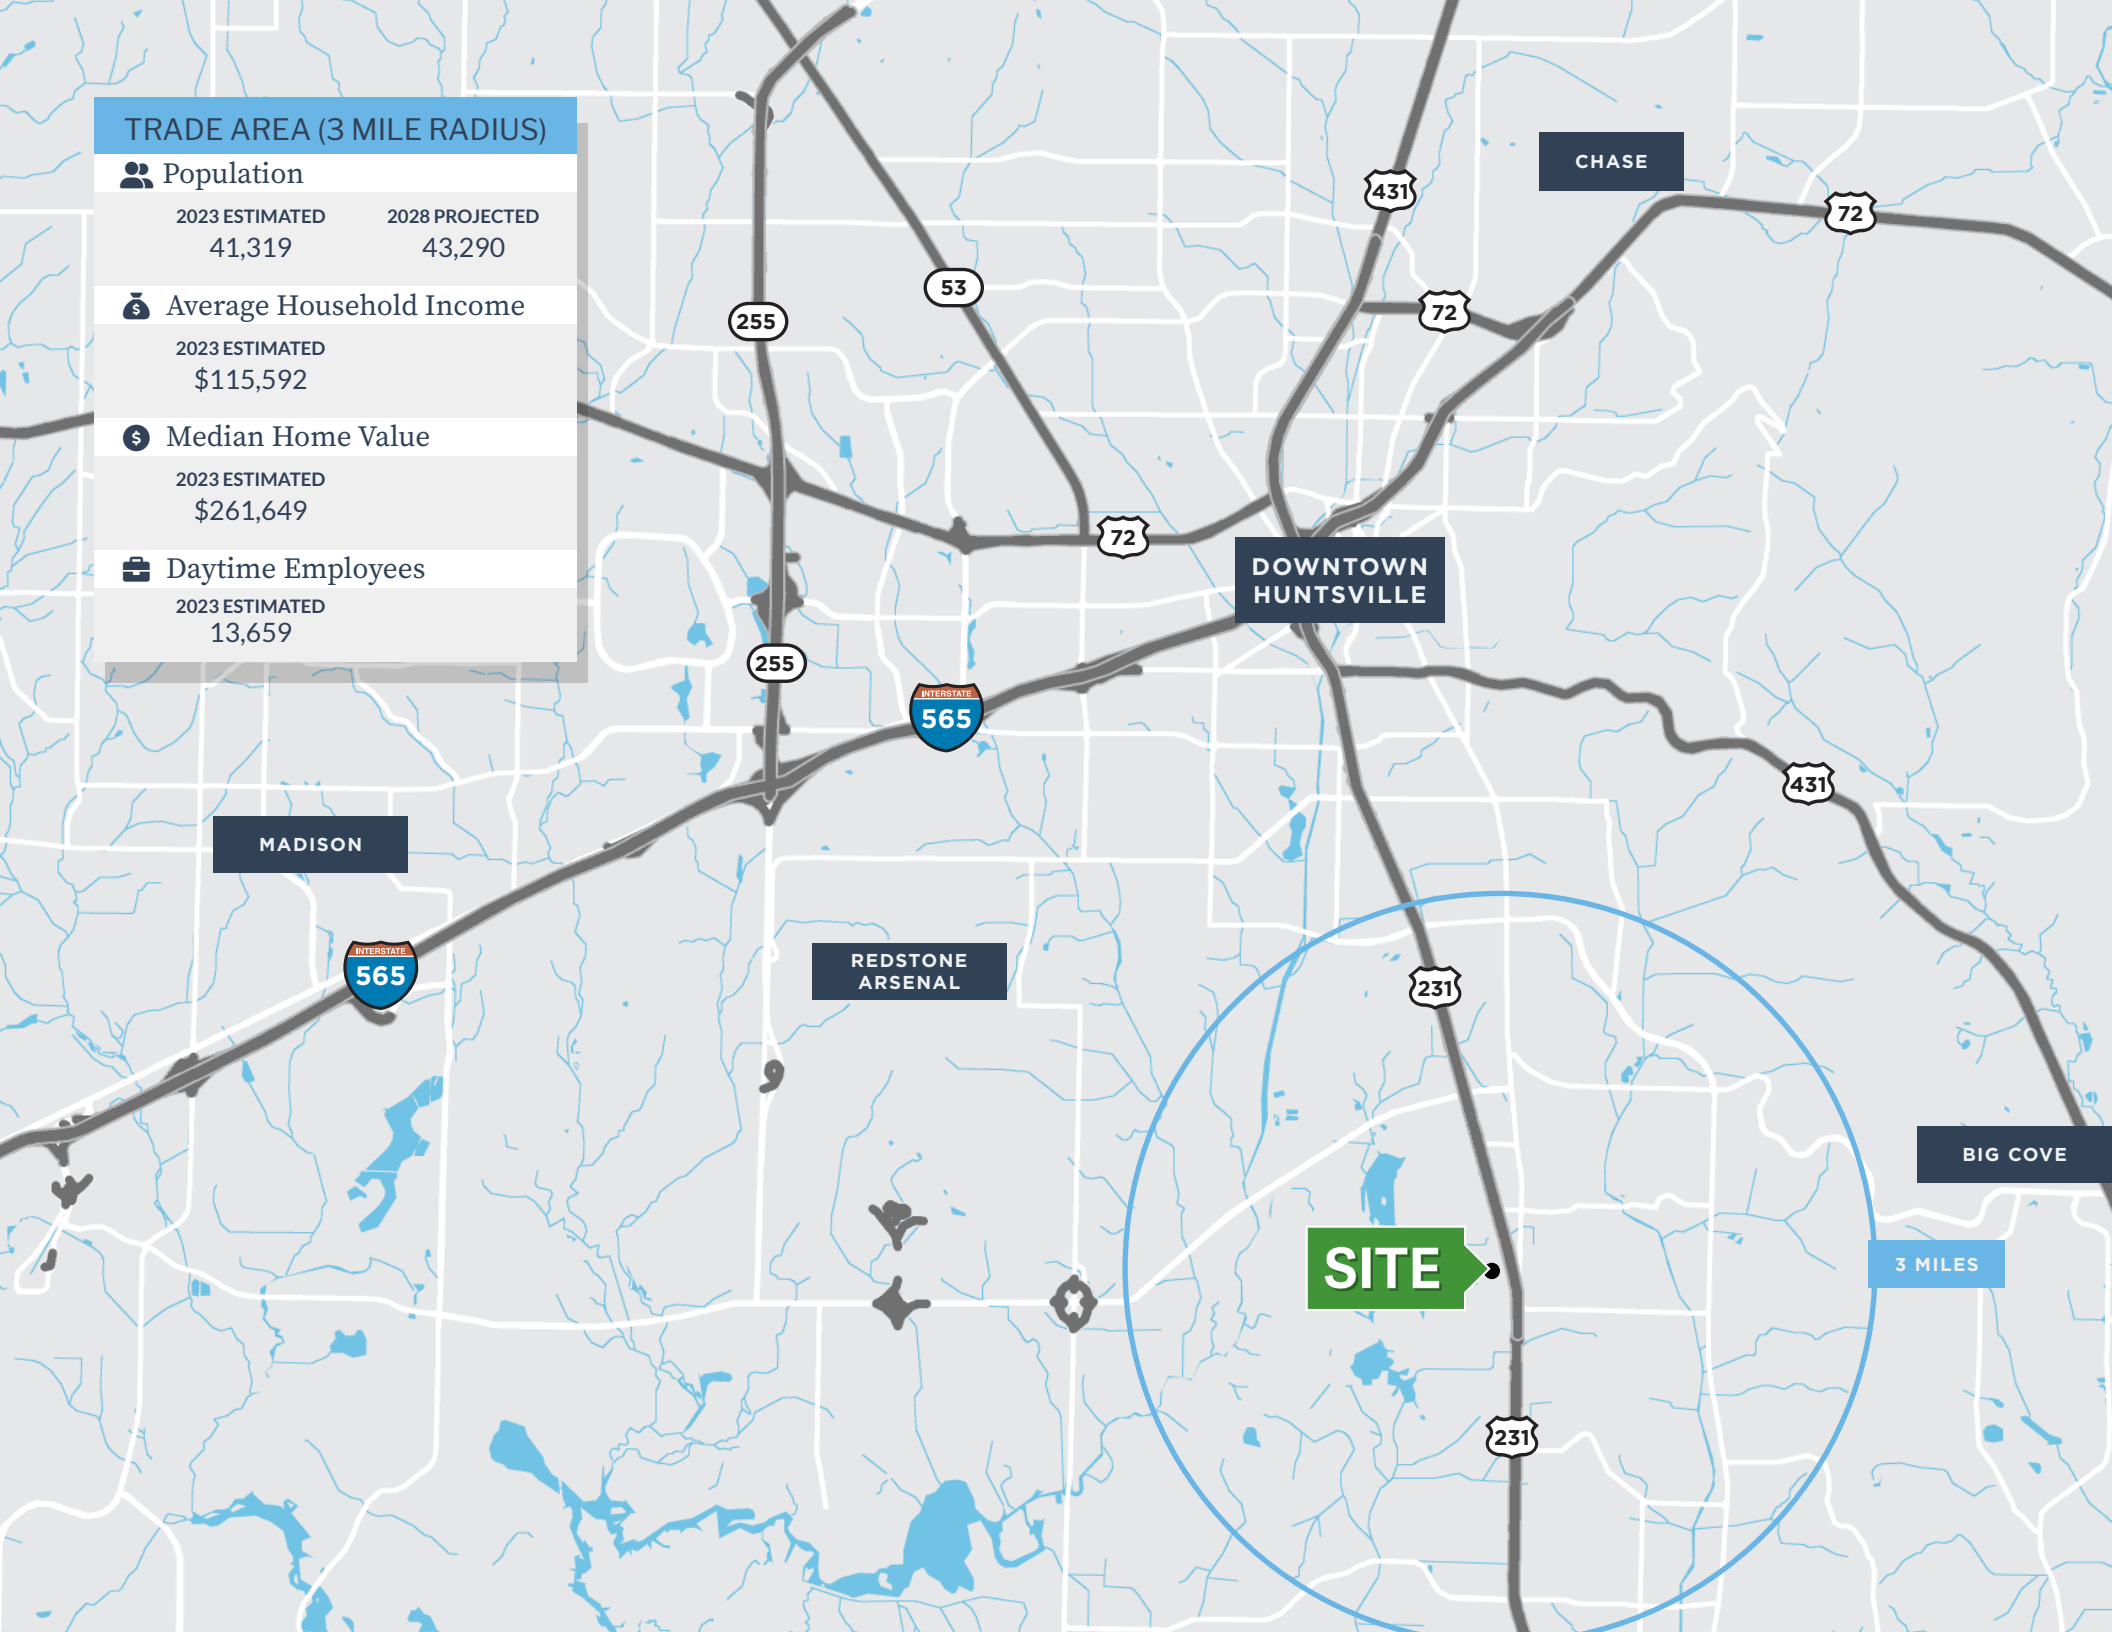 TRADE AREA (3 MILE RADIUS)
Population
2023 ESTIMATED 2028 PROJECTED
41,319 43,290
Average Household Income
2023 ESTIMATED
$115,592
Median Home Value
2023 ESTIMATED
$261,649
Daytime Employees
2023 ESTIMATED
13,659
CHASE
431
72
53
72
255
72
DOWNTOWN
HUNTSVILLE
255
INTERSTATE
565
431
MADISON
INTERSTATE
565
REDSTONE
ARSENAL
231
BIG COVE
SITE
3 MILES
231